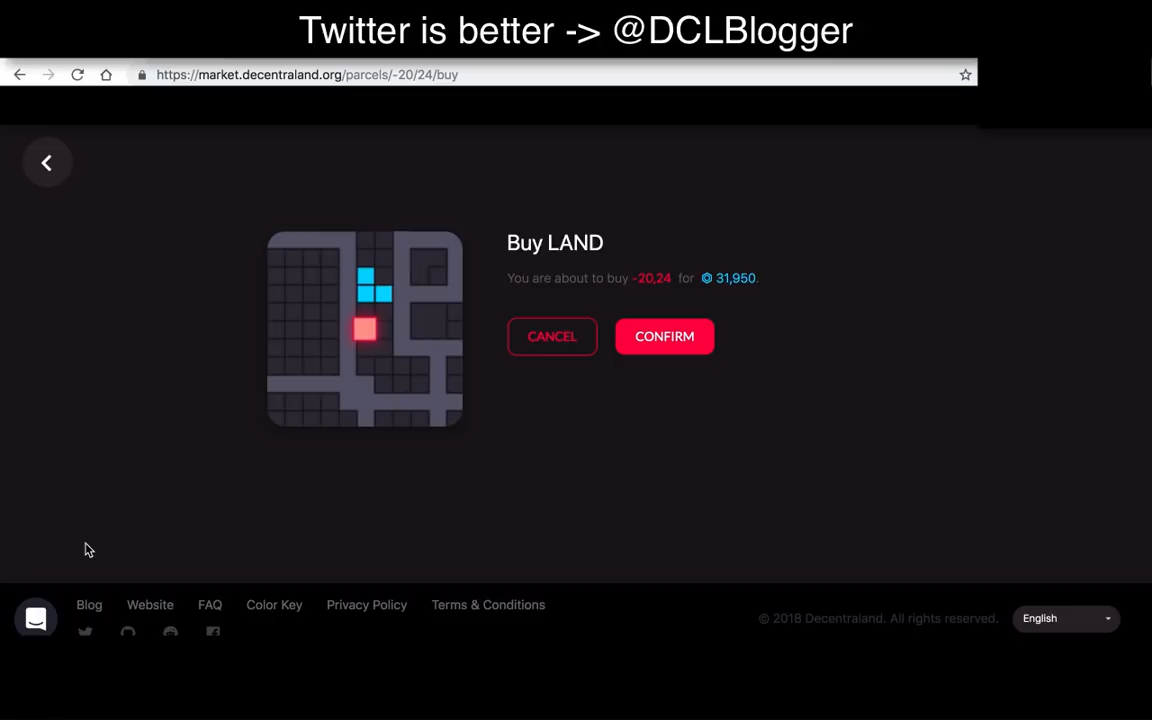 Twitter is better -> @DCLBlogger
https://market.decentraland.org/parcels/-20/24/buy
Buy LAND
You are about to buy -20,24 for 31,950.
CANCEL CONFIRM
Blog Website FAQ Color Key Privacy Policy Terms & Conditions
© 2018 Decentraland. All rights reserved. English